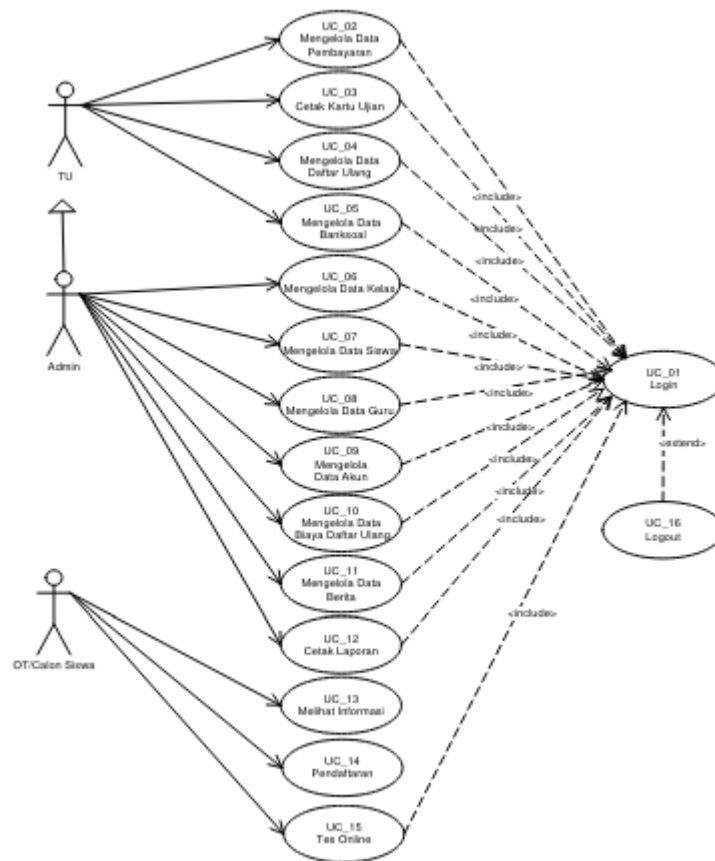 UC_02
Mengelola Data
Pembayaran
UC_03
Cetak Kartu Ujian
TU
UC_04
Mengelola Data
Daftar Ulang
<include>
UC_05
Mengelola Data
Banksoal
<include>
<include>
UC_06
Mengelola Data Kelas
<include>
Admin
UC_07
Mengelola Data Siswa
<include>
<include>
UC_01
Login
UC_08
Mengelola Data Guru
<include>
UC_09
Mengelola
Data Akun
<include>
<extend>
UC_10
Mengelola Data
Biaya Daftar Ulang
<include>
<include>
UC_16
Logout
UC_11
Mengelola Data
Berita
<include>
UC_12
Cetak Laporan
OT/Calon Siswa
UC_13
Melihat Informasi
UC_14
Pendaftaran
UC_15
Tes Online